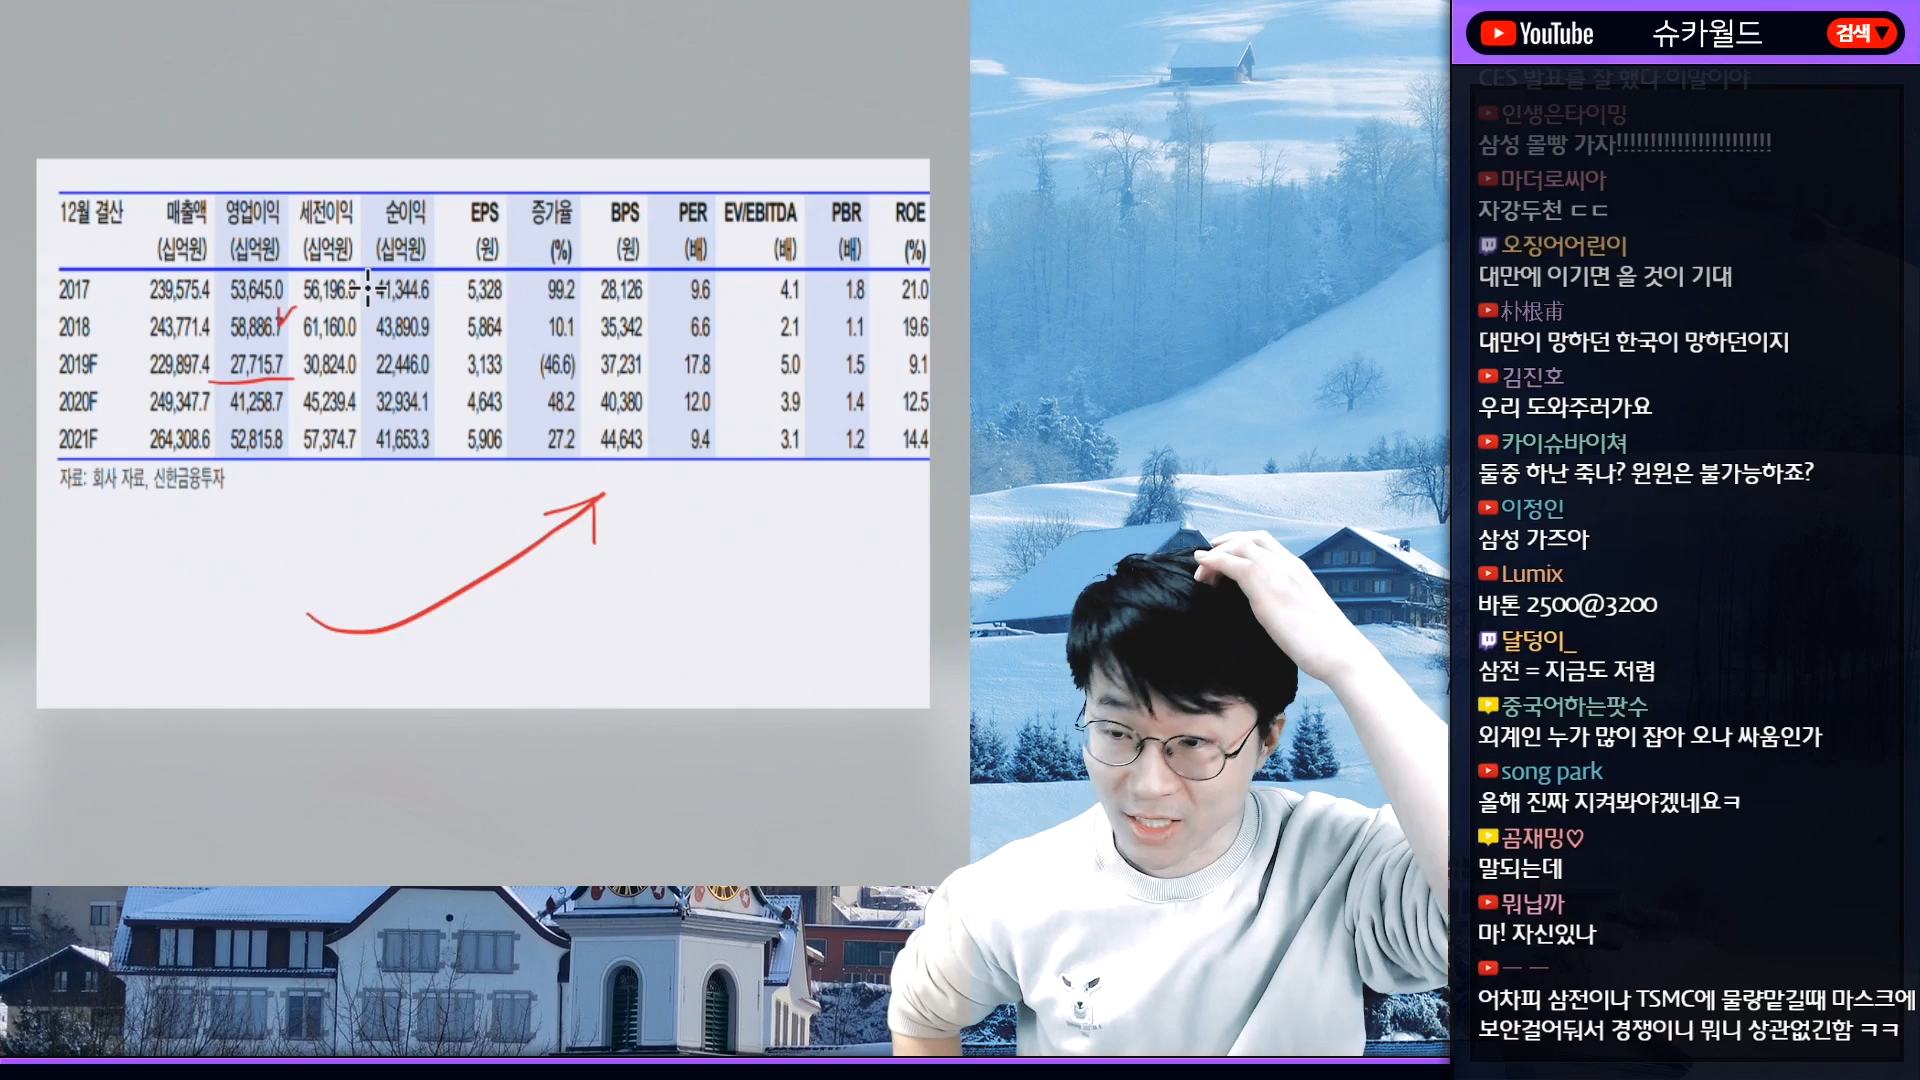 12월 결산 매출액 영업이익 세전이익 순이익 EPS 증가율 BPS PER EV/EBITDA PBR ROE
(십억원) (십억원) (십억원) (십억원) (원) (%) (원) (배) (배) (배) (%)
2017 239,575.4 53,645.0 56,196. 1,344.6 5,328 99.2 28,126 9.6 4.1 1.8 21.0
2018 243,771.4 58,886.7 61,160.0 43,890.9 5,864 10.1 35,342 6.6 2.1 1.1 19.6
2019F 229,897.4 27,715.7 30,824.0 22,446.0 3,133 (46.6) 37,231 17.8 5.0 1.5 9.1
2020F 249,347.7 41,258.7 45,239.4 32,934.1 4,643 48.2 40,380 12.0 3.9 1.4 12.5
2021F 264,308.6 52,815.8 57,374.7 41,653.3 5,906 27.2 44,643 9.4 3.1 1.2 14.4
자료: 회사 자료, 신한금융투자
YouTube 슈카월드 검색▼
CES 발표를 잘 했다 이말이야
인생은타이밍
삼성 몰빵 가자!!!!!!!!!!!!!!!!!!!!!!!
마더로씨아
자강두천 ㄷㄷ
오징어어린이
대만에 이기면 올 것이 기대
朴根甫
대만이 망하던 한국이 망하던이지
김진호
우리 도와주러가요
카이슈바이쳐
둘중 하난 죽나? 윈윈은 불가능하죠?
이정인
삼성 가즈아
Lumix
바톤 2500@3200
달덩이_
삼전 = 지금도 저렴
중국어하는팟수
외계인 누가 많이 잡아 오나 싸움인가
song park
올해 진짜 지켜봐야겠네요ㅋ
곰재밍♡
말되는데
뭐닙까
마! 자신있나
ㅡ ㅡ
어차피 삼전이나 TSMC에 물량맡길때 마스크에
보안걸어둬서 경쟁이니 뭐니 상관없긴함 ㅋㅋ